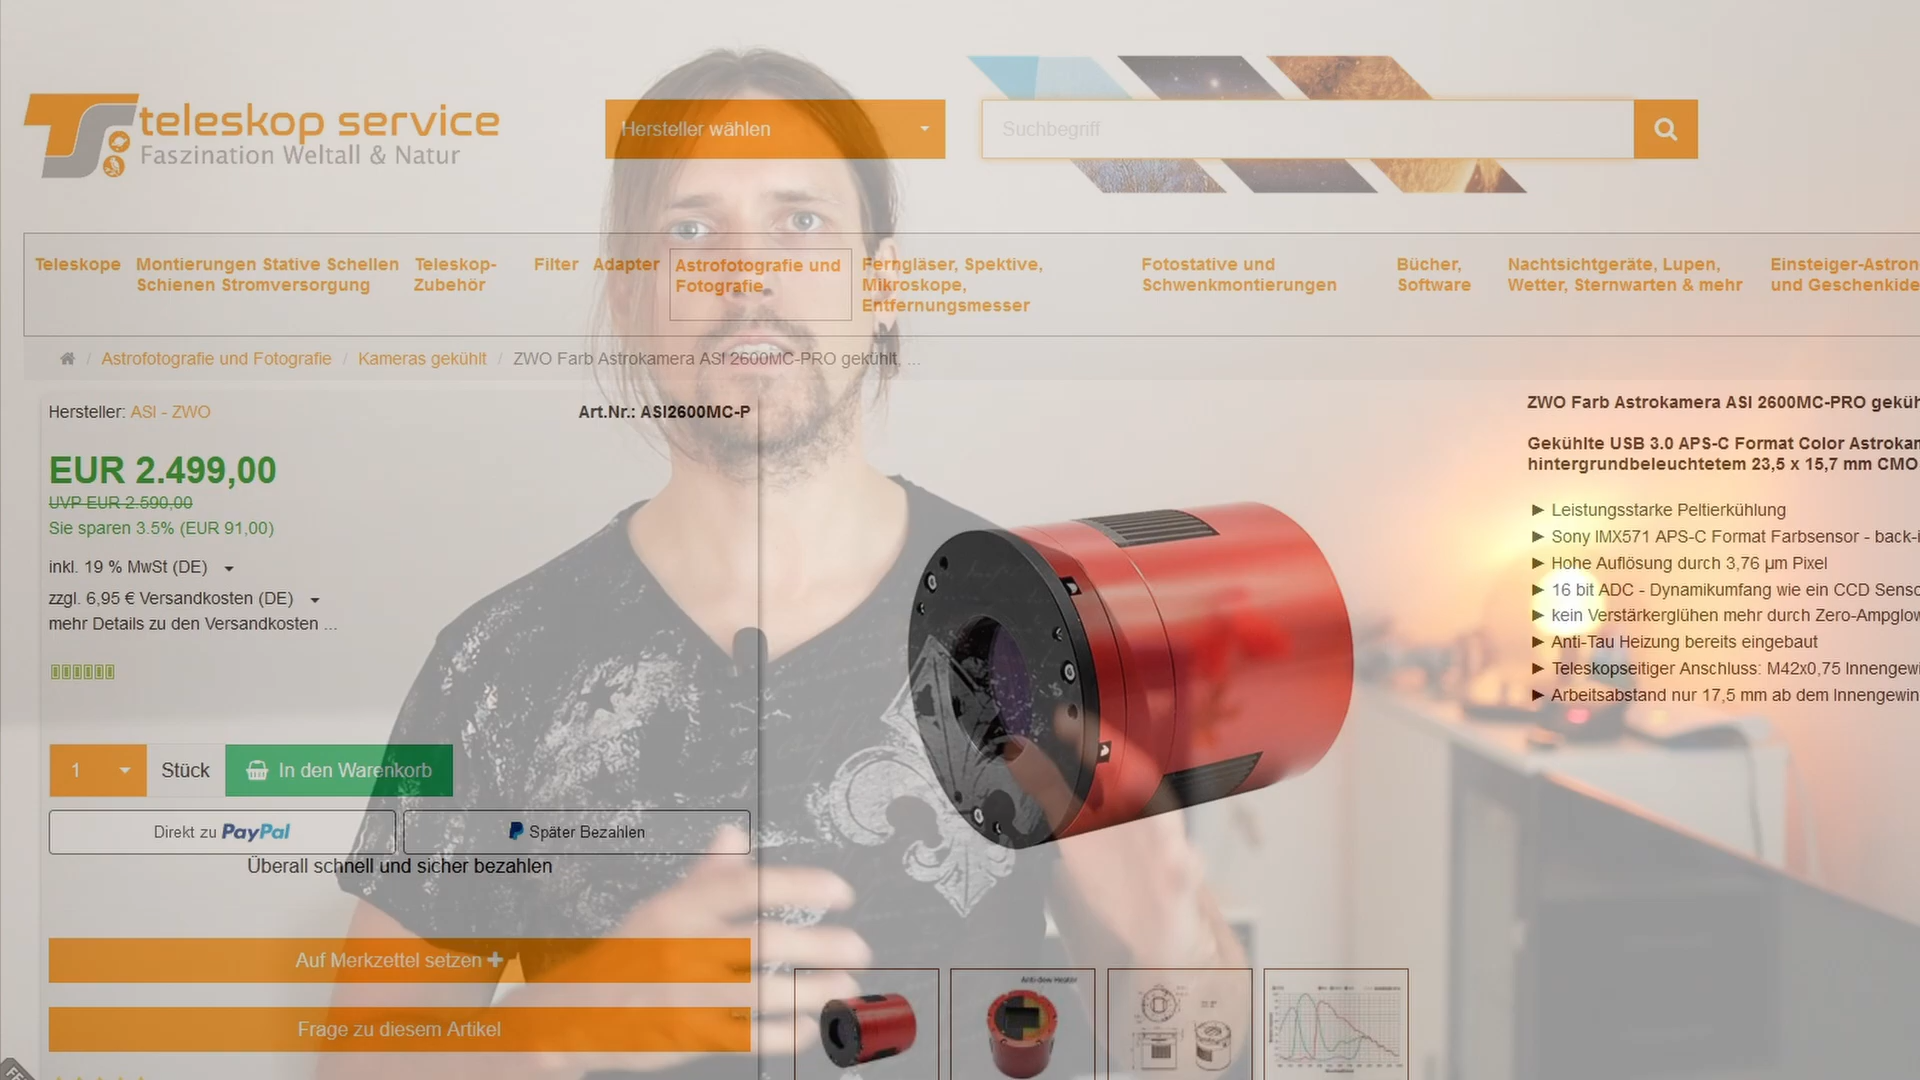 teleskop service
Faszination Weltall & Natur
Hersteller wählen
Suchbegriff
Teleskope
Montierungen Stative Schellen
Schienen Stromversorgung
Teleskop-
Zubehör
Filter
Adapter
Astrofotografie und
Fotografie
Ferngläser, Spektive,
Mikroskope,
Entfernungsmesser
Fotostative und
Schwenkmontierungen
Bücher,
Software
Nachtsichtgeräte, Lupen,
Wetter, Sternwarten & mehr
Einsteiger-Astron
und Geschenkide
/ Astrofotografie und Fotografie / Kameras gekühlt / ZWO Farb Astrokamera ASI 2600MC-PRO gekühlt, ...
Hersteller: ASI - ZWO
Art.Nr.: ASI2600MC-P
EUR 2.499,00
UVP EUR 2.590,00
Sie sparen 3.5% (EUR 91,00)
inkl. 19 % MwSt (DE)
zzgl. 6,95 € Versandkosten (DE)
mehr Details zu den Versandkosten ...
1
Stück
In den Warenkorb
Direkt zu PayPal
Später Bezahlen
Überall schnell und sicher bezahlen
Auf Merkzettel setzen
Frage zu diesem Artikel
Anti-dew Heater
ZWO Farb Astrokamera ASI 2600MC-PRO geküh
Gekühlte USB 3.0 APS-C Format Color Astrokan
hintergrundbeleuchtetem 23,5 x 15,7 mm CMO
► Leistungsstarke Peltierkühlung
► Sony IMX571 APS-C Format Farbsensor - back-i
► Hohe Auflösung durch 3,76 µm Pixel
► 16 bit ADC - Dynamikumfang wie ein CCD Senso
► kein Verstärkerglühen mehr durch Zero-Ampglow
► Anti-Tau Heizung bereits eingebaut
► Teleskopseitiger Anschluss: M42x0,75 Innengewi
► Arbeitsabstand nur 17,5 mm ab dem Innengewin